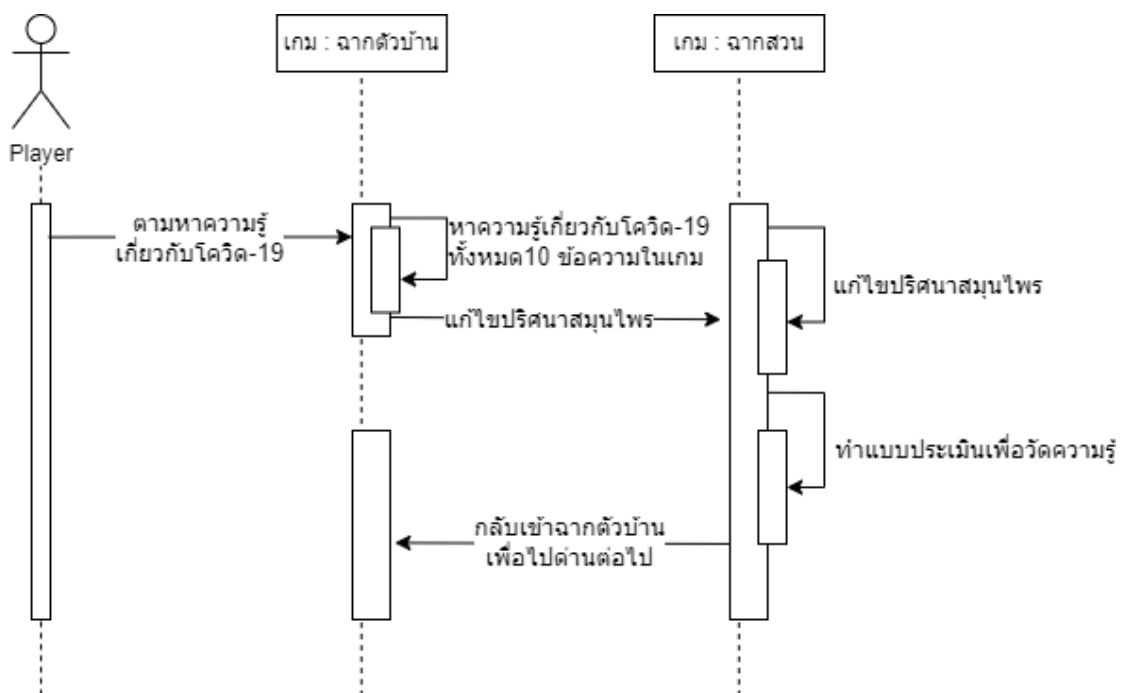 เกม : ฉากตัวบ้าน
เกม : ฉากสวน
Player
ตามหาความรู้
เกี่ยวกับโควิด-19
หาความรู้เกี่ยวกับโควิด-19
ทั้งหมด10 ข้อความในเกม
แก้ไขปริศนาสมุนไพร
แก้ไขปริศนาสมุนไพร
ทำแบบประเมินเพื่อวัดความรู้
กลับเข้าฉากตัวบ้าน
เพื่อไปด่านต่อไป